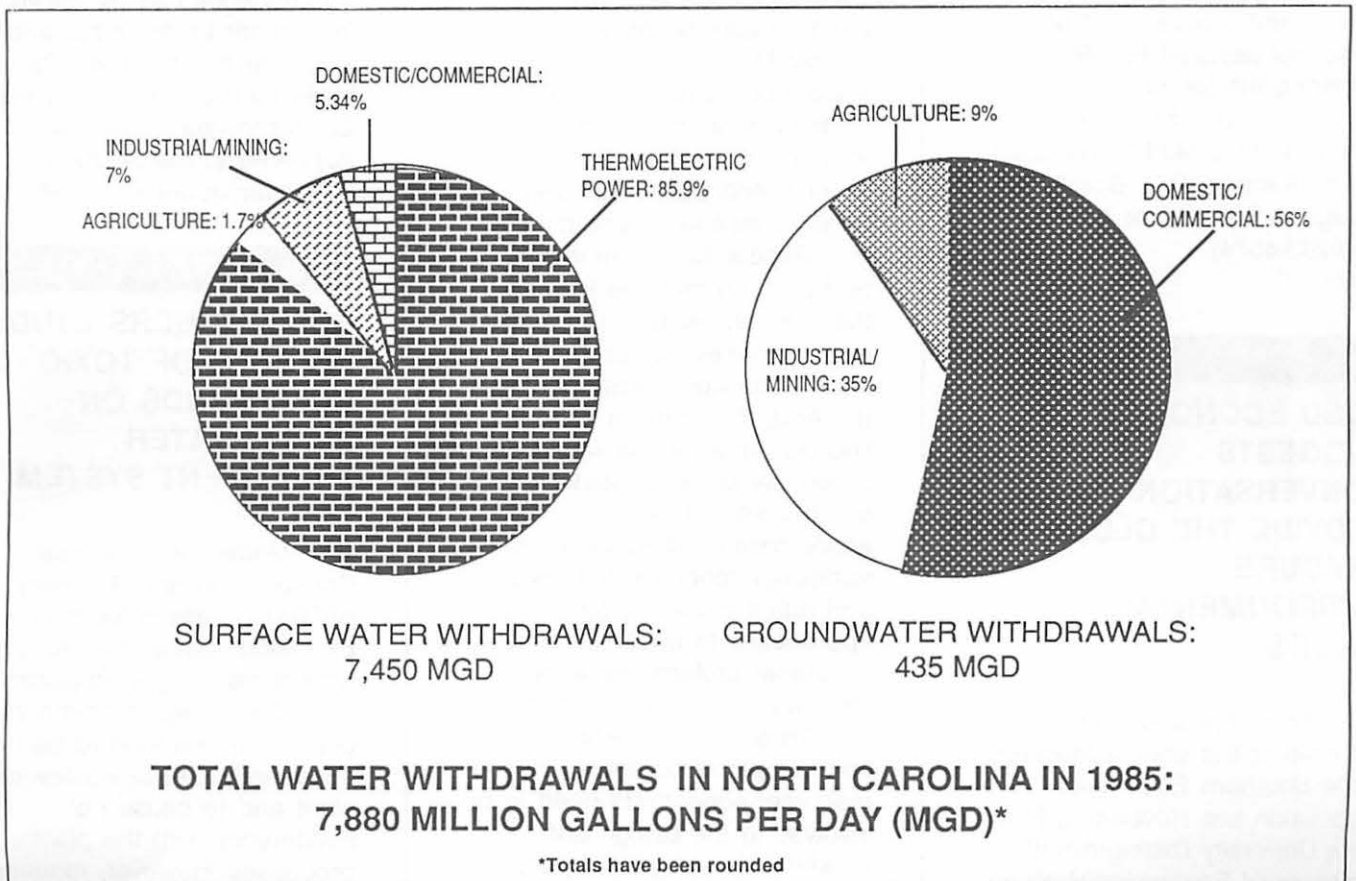 DOMESTIC/COMMERCIAL:
5.34%
INDUSTRIAL/MINING:
7%
AGRICULTURE: 1.7%
THERMOELECTRIC
POWER: 85.9%
AGRICULTURE: 9%
DOMESTIC/
COMMERCIAL: 56%
INDUSTRIAL/
MINING: 35%
SURFACE WATER WITHDRAWALS:
7,450 MGD
GROUNDWATER WITHDRAWALS:
435 MGD
TOTAL WATER WITHDRAWALS IN NORTH CAROLINA IN 1985:
7,880 MILLION GALLONS PER DAY (MGD)*
*Totals have been rounded